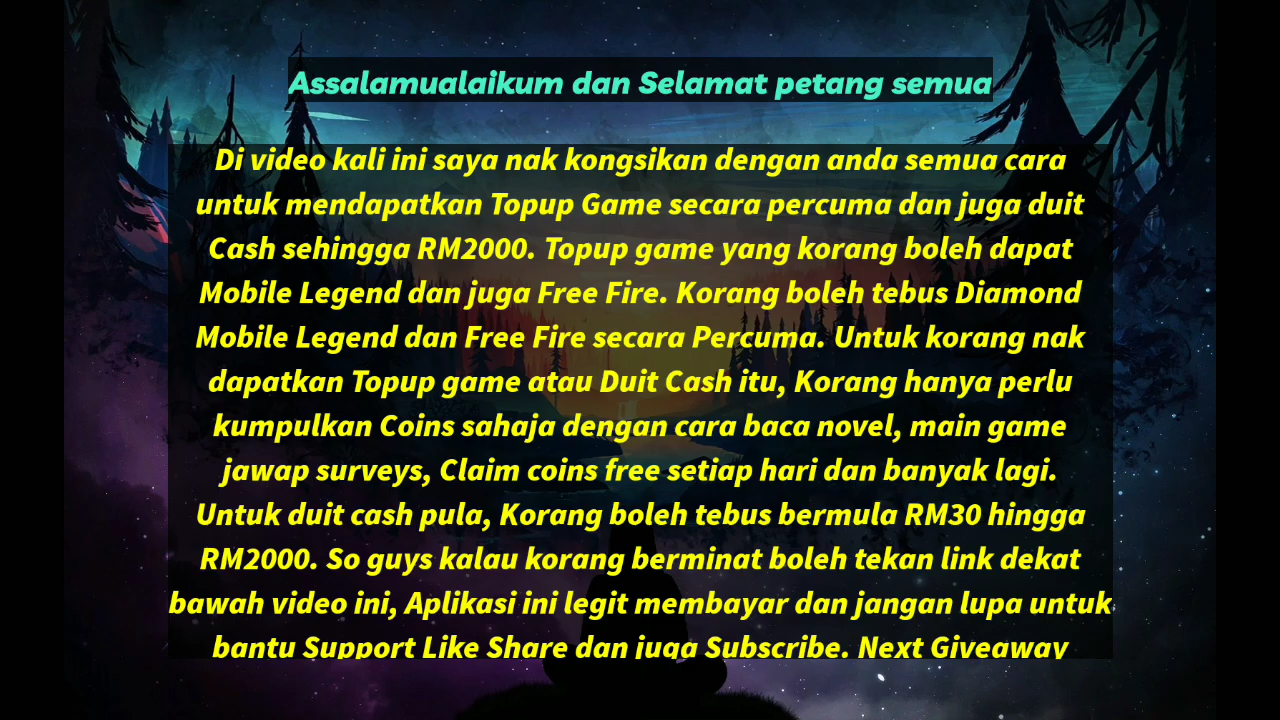 Assalamualaikum dan Selamat petang semua
Di video kali ini saya nak kongsikan dengan anda semua cara
untuk mendapatkan Topup Game secara percuma dan juga duit
Cash sehingga RM2000. Topup game yang korang boleh dapat
Mobile Legend dan juga Free Fire. Korang boleh tebus Diamond
Mobile Legend dan Free Fire secara Percuma. Untuk korang nak
dapatkan Topup game atau Duit Cash itu, Korang hanya perlu
kumpulkan Coins sahaja dengan cara baca novel, main game
jawap surveys, Claim coins free setiap hari dan banyak lagi.
Untuk duit cash pula, Korang boleh tebus bermula RM30 hingga
RM2000. So guys kalau korang berminat boleh tekan link dekat
bawah video ini, Aplikasi ini legit membayar dan jangan lupa untuk
bantu Support Like Share dan juga Subscribe. Next Giveaway